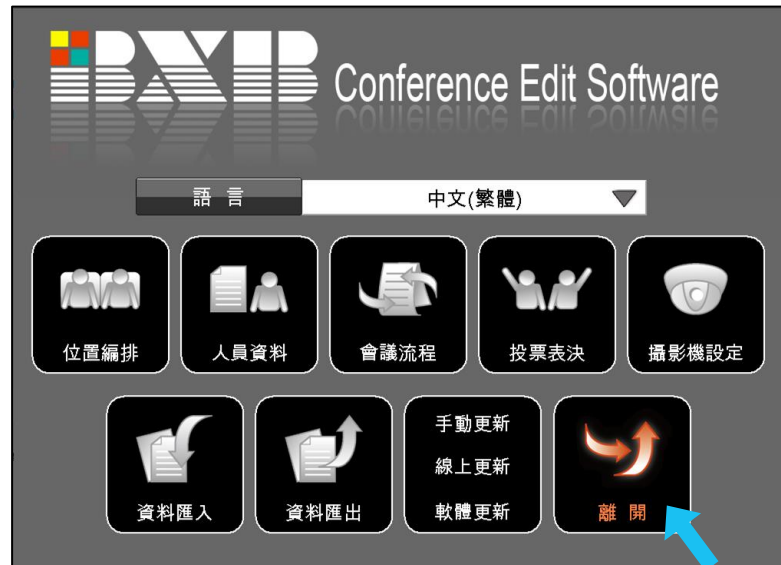 BXB Conference Edit Software
語言 中文(繁體)
位置編排 人員資料 會議流程 投票表決 攝影機設定
手動更新
線上更新
資料匯入 資料匯出 軟體更新 離開